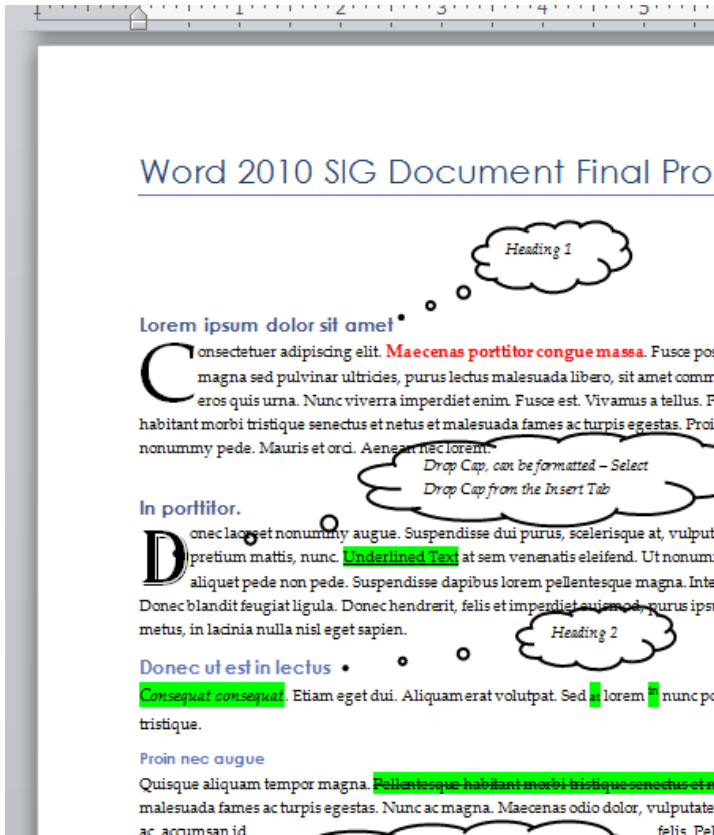 1 2 3 4 5
Word 2010 SIG Document Final Pro
Heading 1
Lorem ipsum dolor sit amet
Consectetuer adipiscing elit. Maecenas porttitor congue massa. Fusce pos
magna sed pulvinar ultricies, purus lectus malesuada libero, sit amet comm
eros quis urna. Nunc viverra imperdiet enim. Fusce est. Vivamus a tellus. P
habitant morbi tristique senectus et netus et malesuada fames ac turpis egestas. Proi
nonummy pede. Mauris et orci. Aenean nec lorem.
Drop Cap, can be formatted – Select
Drop Cap from the Insert Tab
In porttitor.
Donec laoreet nonummy augue. Suspendisse dui purus, scelerisque at, vulput
pretium mattis, nunc. Underlined Text at sem venenatis eleifend. Ut nonum
aliquet pede non pede. Suspendisse dapibus lorem pellentesque magna. Inte
Donec blandit feugiat ligula. Donec hendrerit, felis et imperdiet euismod, purus ipsu
metus, in lacinia nulla nisl eget sapien.
Heading 2
Donec ut est in lectus
Consequat consequat. Etiam eget dui. Aliquam erat volutpat. Sed at lorem in nunc po
tristique.
Proin nec augue
Quisque aliquam tempor magna. Pellentesque habitant morbi tristique senectus et n
malesuada fames ac turpis egestas. Nunc ac magna. Maecenas odio dolor, vulputate
ac, accumsan id felis. Pel